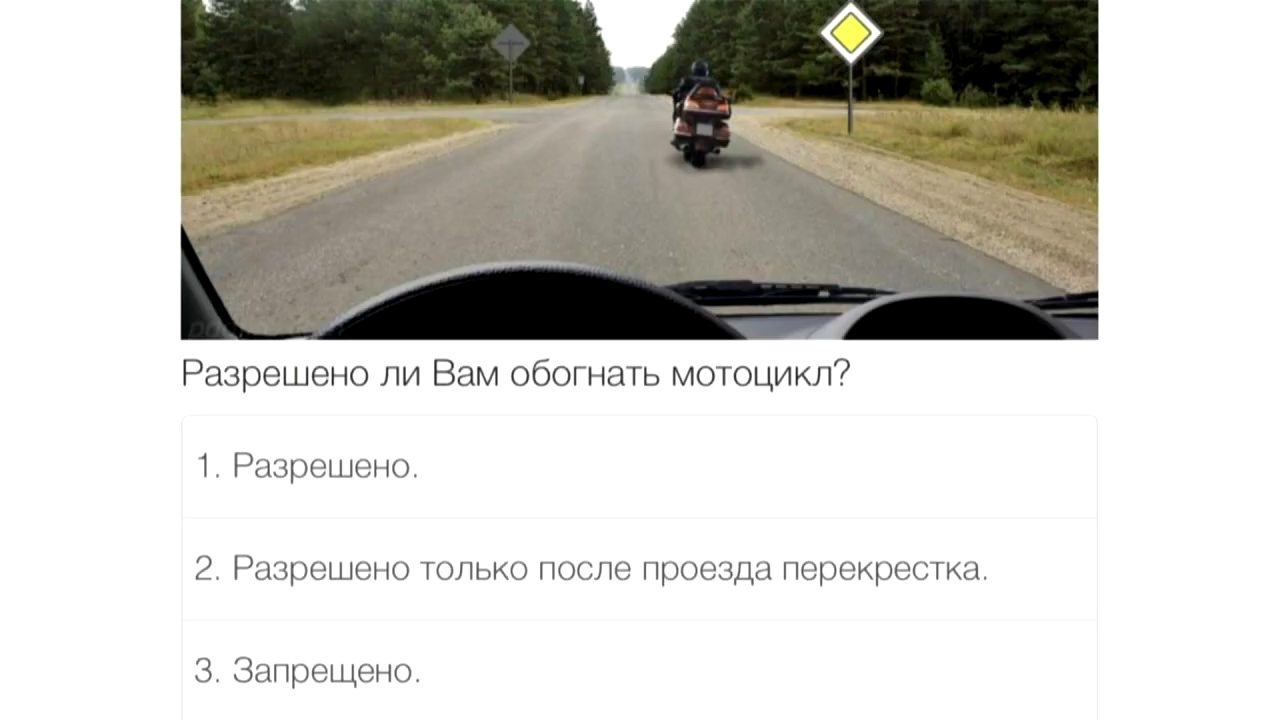 Разрешено ли Вам обогнать мотоцикл?
1. Разрешено.
2. Разрешено только после проезда перекрестка.
3. Запрещено.